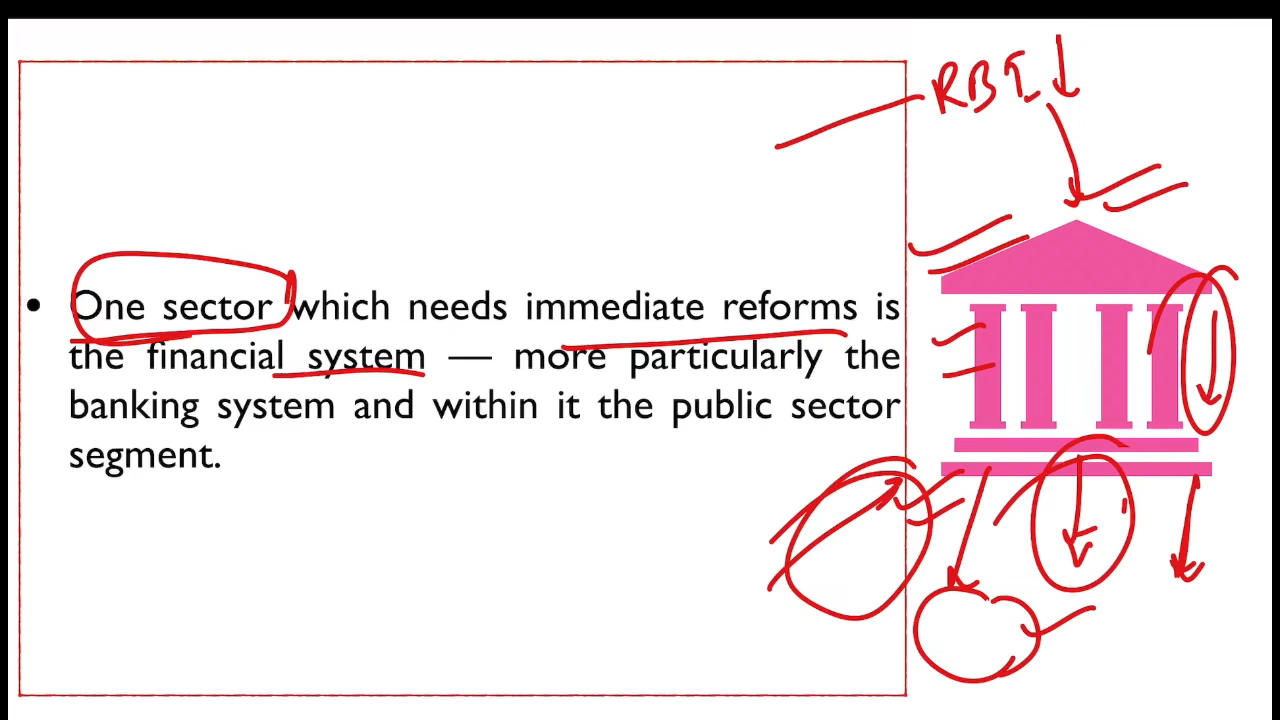 RBI
• One sector which needs immediate reforms is
the financial system — more particularly the
banking system and within it the public sector
segment.